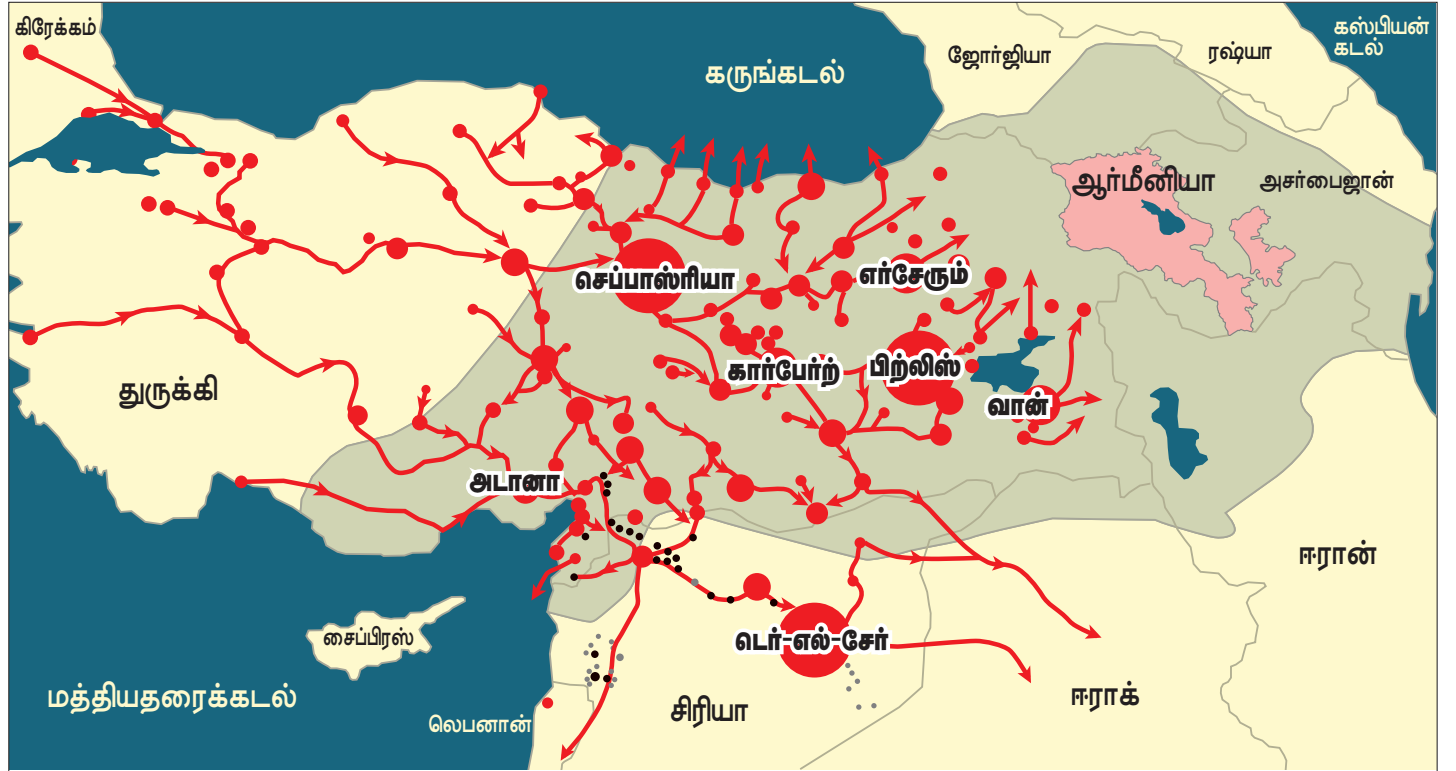 கிரேக்கம்
கருங்கடல்
ஜோர்ஜியா
ரஷ்யா
கஸ்பியன்
கடல்
ஆர்மீனியா
அசர்பைஜான்
செப்பாஸ்ரியா
எர்சேரும்
துருக்கி
கார்பேர்ற்
பிற்லிஸ்
வான்
அடானா
ஈரான்
சைப்பிரஸ்
டெர்-எல்-சேர்
மத்தியதரைக்கடல்
லெபனான்
சிரியா
ஈராக்